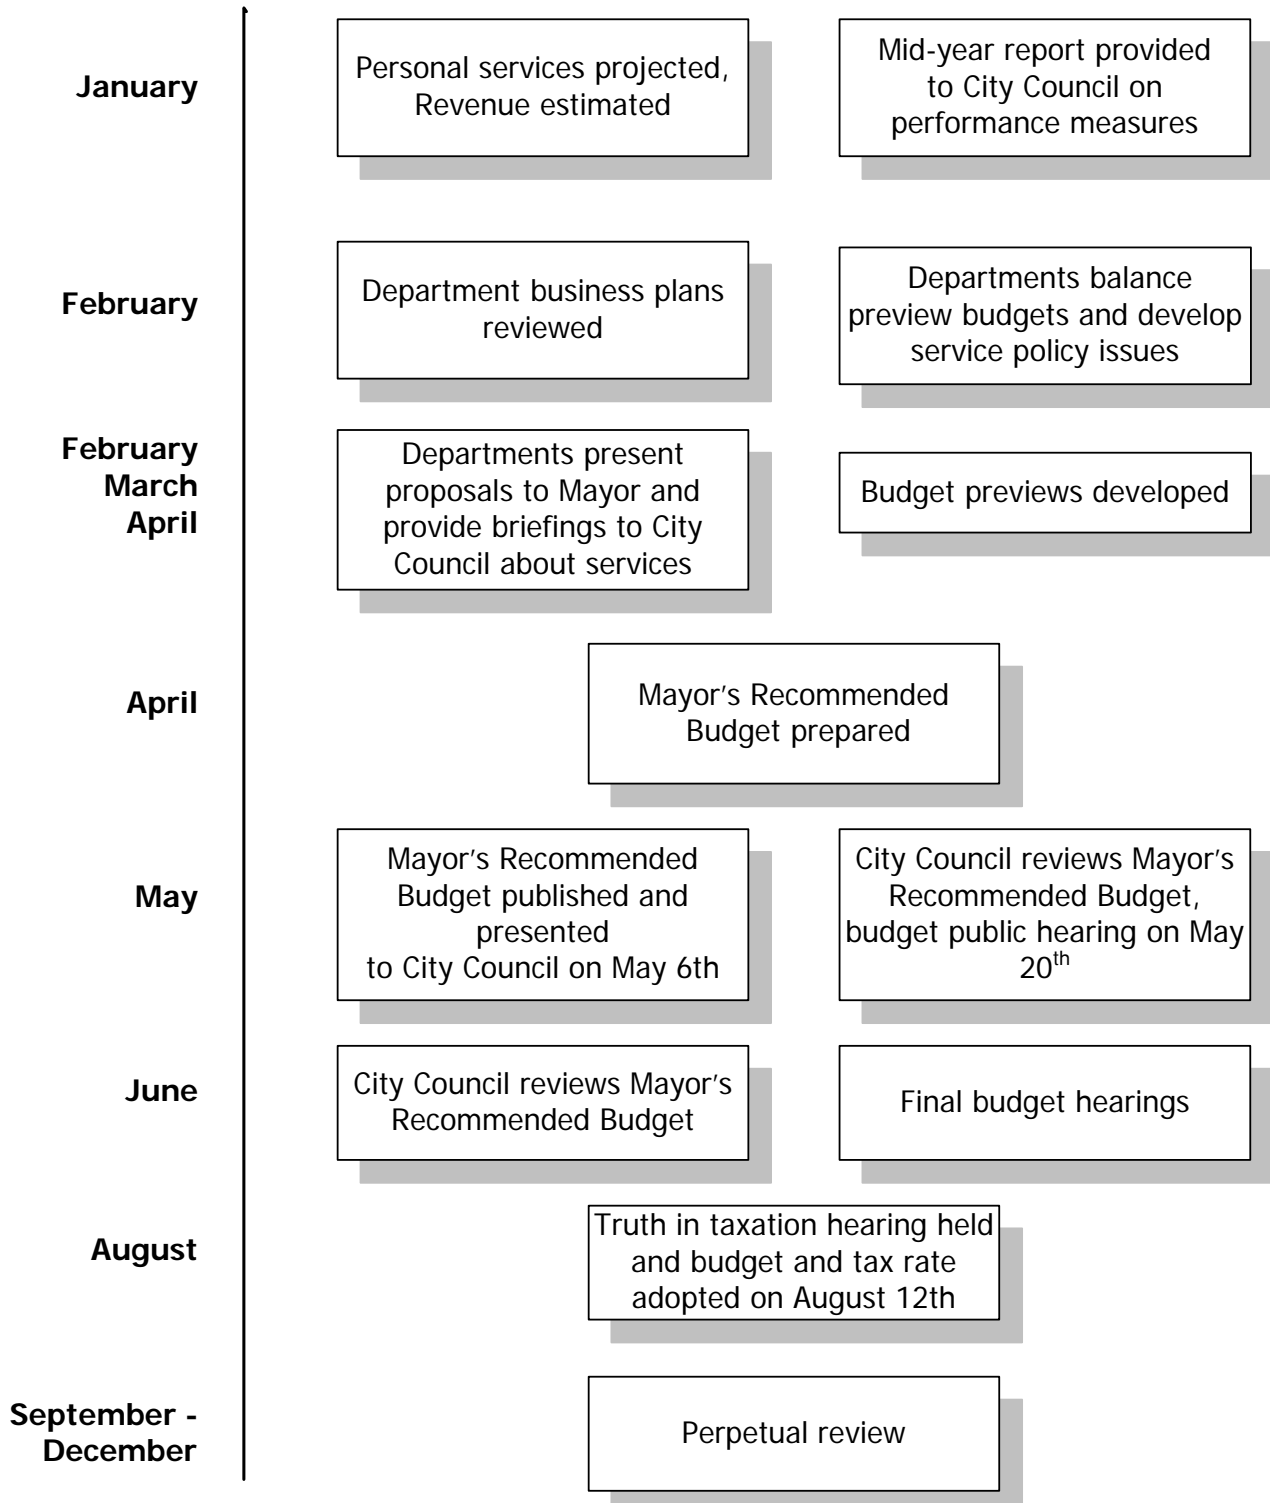 January
Personal services projected,
Revenue estimated
Mid-year report provided
to City Council on
performance measures
February
Department business plans
reviewed
Departments balance
preview budgets and develop
service policy issues
February
March
April
Departments present
proposals to Mayor and
provide briefings to City
Council about services
Budget previews developed
April
Mayor's Recommended
Budget prepared
May
Mayor's Recommended
Budget published and
presented
to City Council on May 6th
City Council reviews Mayor's
Recommended Budget,
budget public hearing on May
20th
June
City Council reviews Mayor's
Recommended Budget
Final budget hearings
August
Truth in taxation hearing held
and budget and tax rate
adopted on August 12th
September -
December
Perpetual review